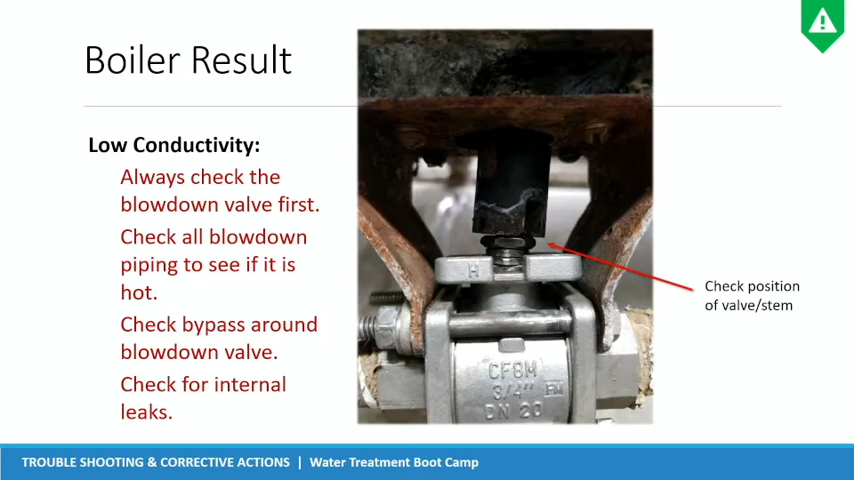 Boiler Result
Low Conductivity:
Always check the
blowdown valve first.
Check all blowdown
piping to see if it is
hot.
Check bypass around
blowdown valve.
Check for internal
leaks.
H
CF8M
3/4"
DN 20
Check position
of valve/stem
TROUBLE SHOOTING & CORRECTIVE ACTIONS | Water Treatment Boot Camp